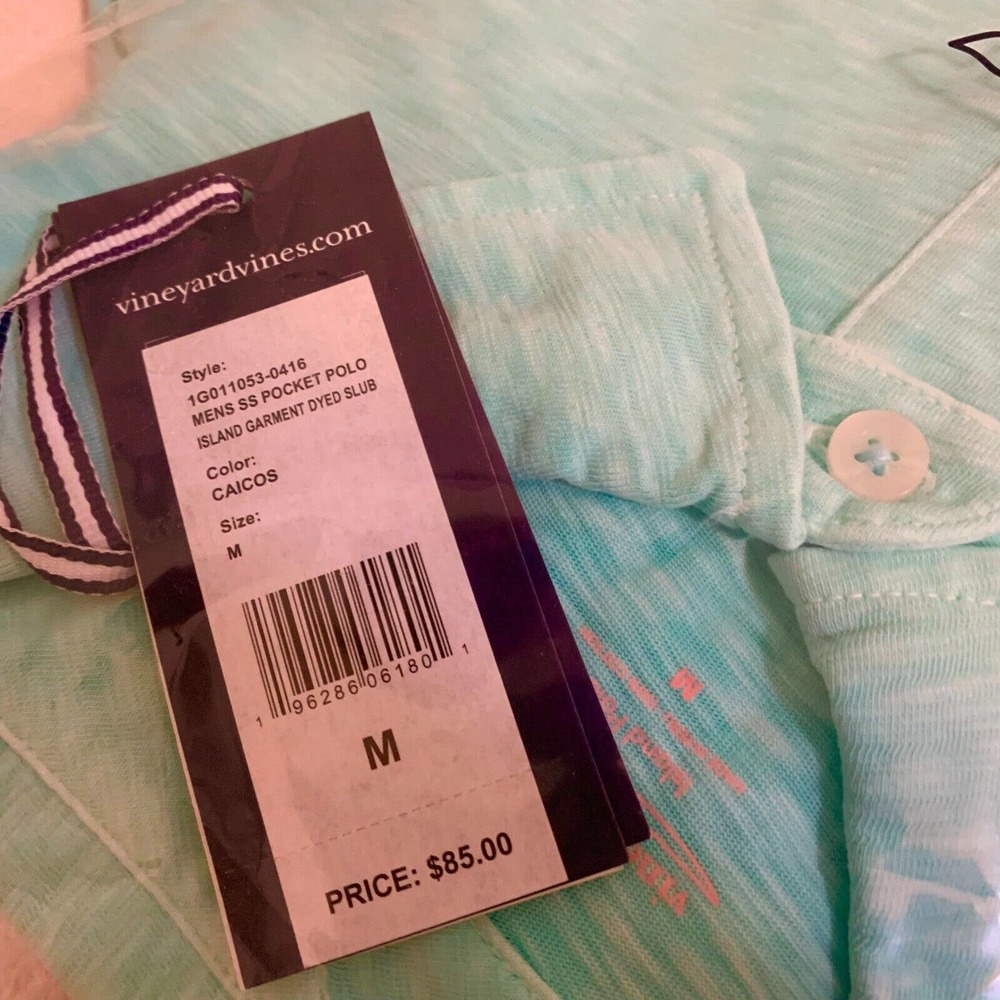 vineyardvines.com
Style:
1G011053-0416
MENS SS POCKET POLO
ISLAND GARMENT DYED SLUB
Color:
CAICOS
Size:
M
1 96286 06180 1
M
PRICE: $85.00
M
Island